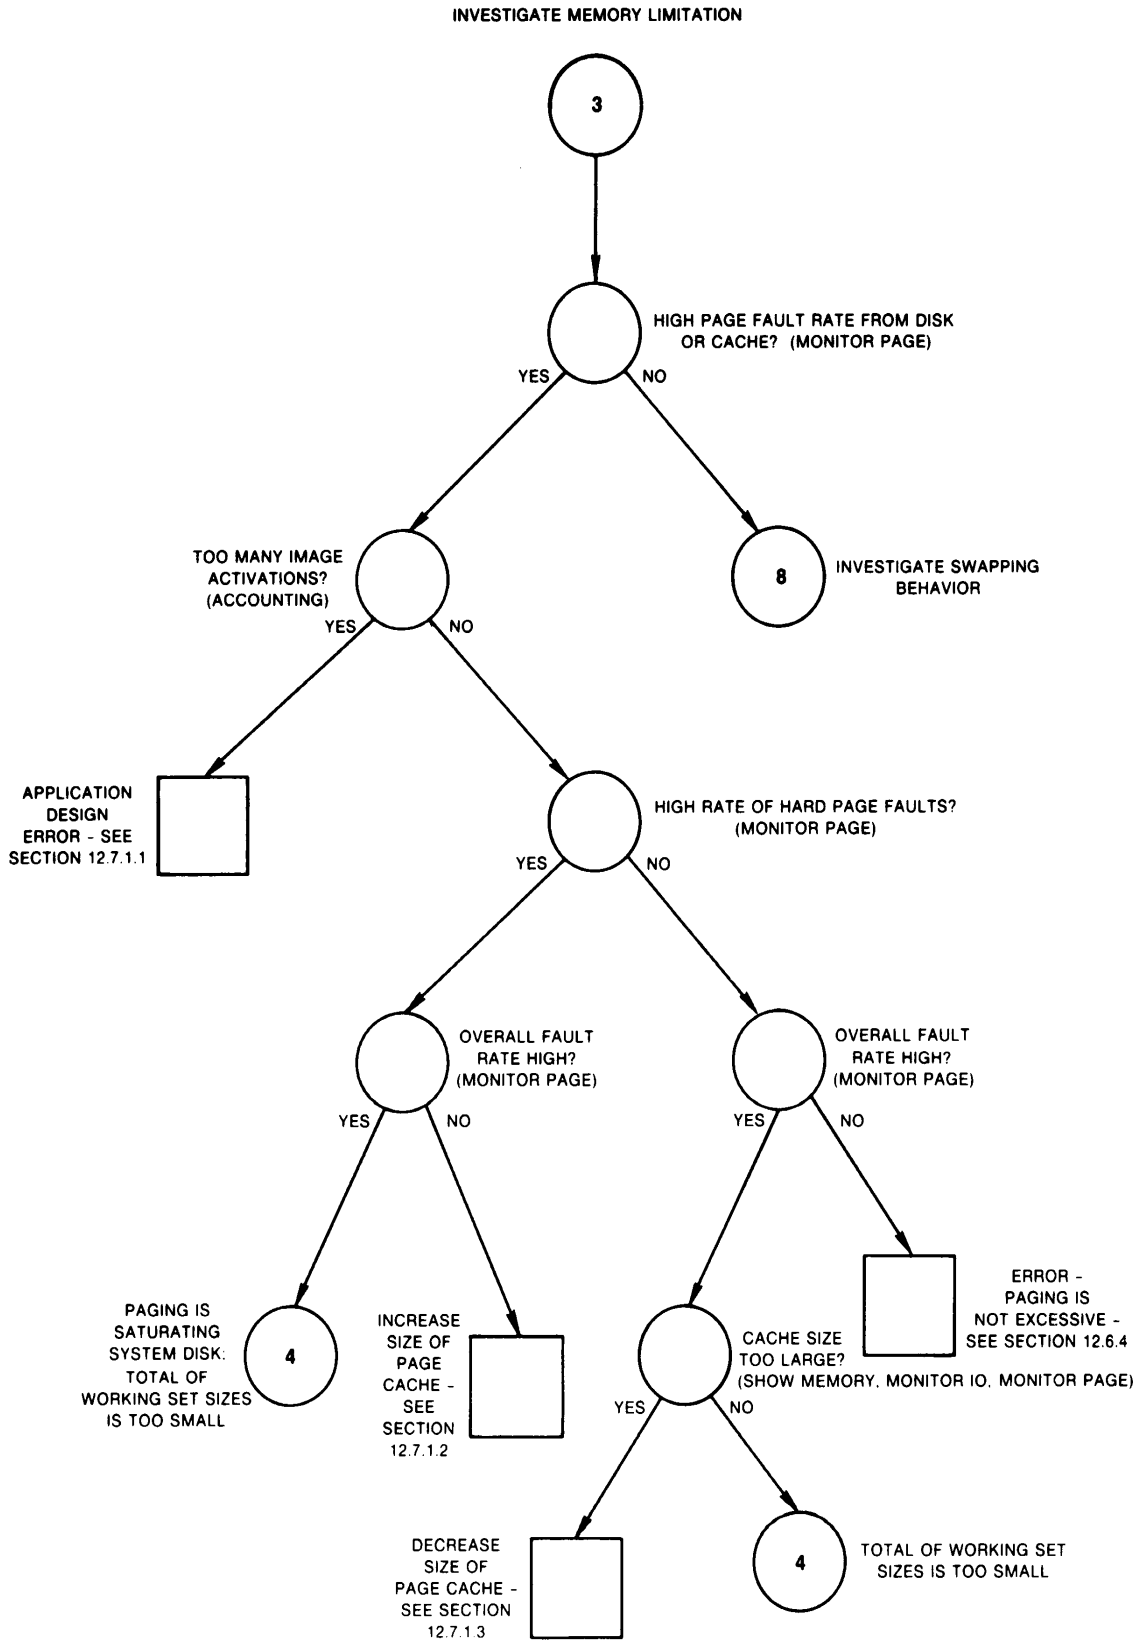 INVESTIGATE MEMORY LIMITATION
3
HIGH PAGE FAULT RATE FROM DISK
OR CACHE? (MONITOR PAGE)
YES
NO
TOO MANY IMAGE
ACTIVATIONS?
(ACCOUNTING)
8
INVESTIGATE SWAPPING
BEHAVIOR
YES
NO
APPLICATION
DESIGN
ERROR - SEE
SECTION 12.7.1.1
HIGH RATE OF HARD PAGE FAULTS?
(MONITOR PAGE)
YES
NO
OVERALL FAULT
RATE HIGH?
(MONITOR PAGE)
OVERALL FAULT
RATE HIGH?
(MONITOR PAGE)
YES
NO
YES
NO
PAGING IS
SATURATING
SYSTEM DISK:
TOTAL OF
WORKING SET SIZES
IS TOO SMALL
4
INCREASE
SIZE OF
PAGE
CACHE -
SEE
SECTION
12.7.1.2
CACHE SIZE
TOO LARGE?
(SHOW MEMORY, MONITOR IO, MONITOR PAGE)
ERROR -
PAGING IS
NOT EXCESSIVE -
SEE SECTION 12.6.4
YES
NO
DECREASE
SIZE OF
PAGE CACHE -
SEE SECTION
12.7.1.3
4
TOTAL OF WORKING SET
SIZES IS TOO SMALL